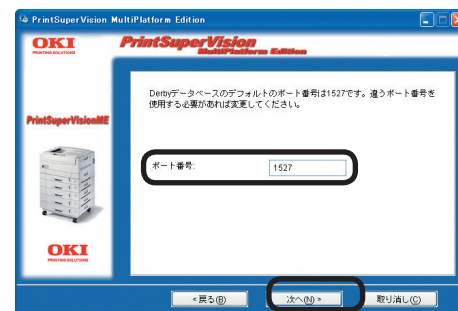 PrintSuperVision MultiPlatform Edition
OKI
PRINTING SOLUTIONS
PrintSuperVision
MultiPlatform Edition
Derbyデータベースのデフォルトのポート番号は1527です。違うポート番号を
使用する必要があれば変更してください。
PrintSuperVisionME
ポート番号:
1527
OKI
PRINTING SOLUTIONS
<戻る(B)
次へ(N)>
取り消し(C)